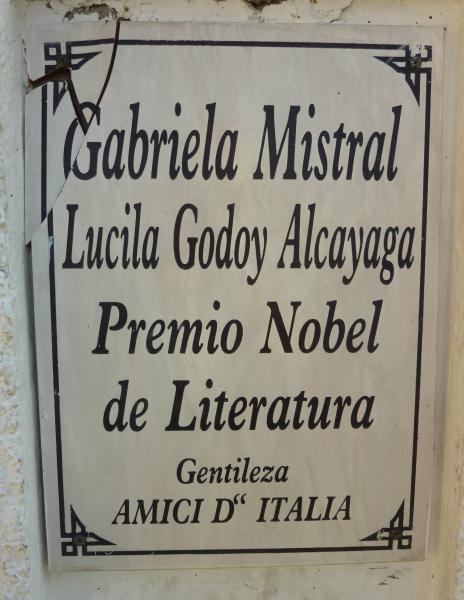 Gabriela Mistral
Lucila Godoy Alcayaga
Premio Nobel
de Literatura
Gentileza
AMICI D“ ITALIA